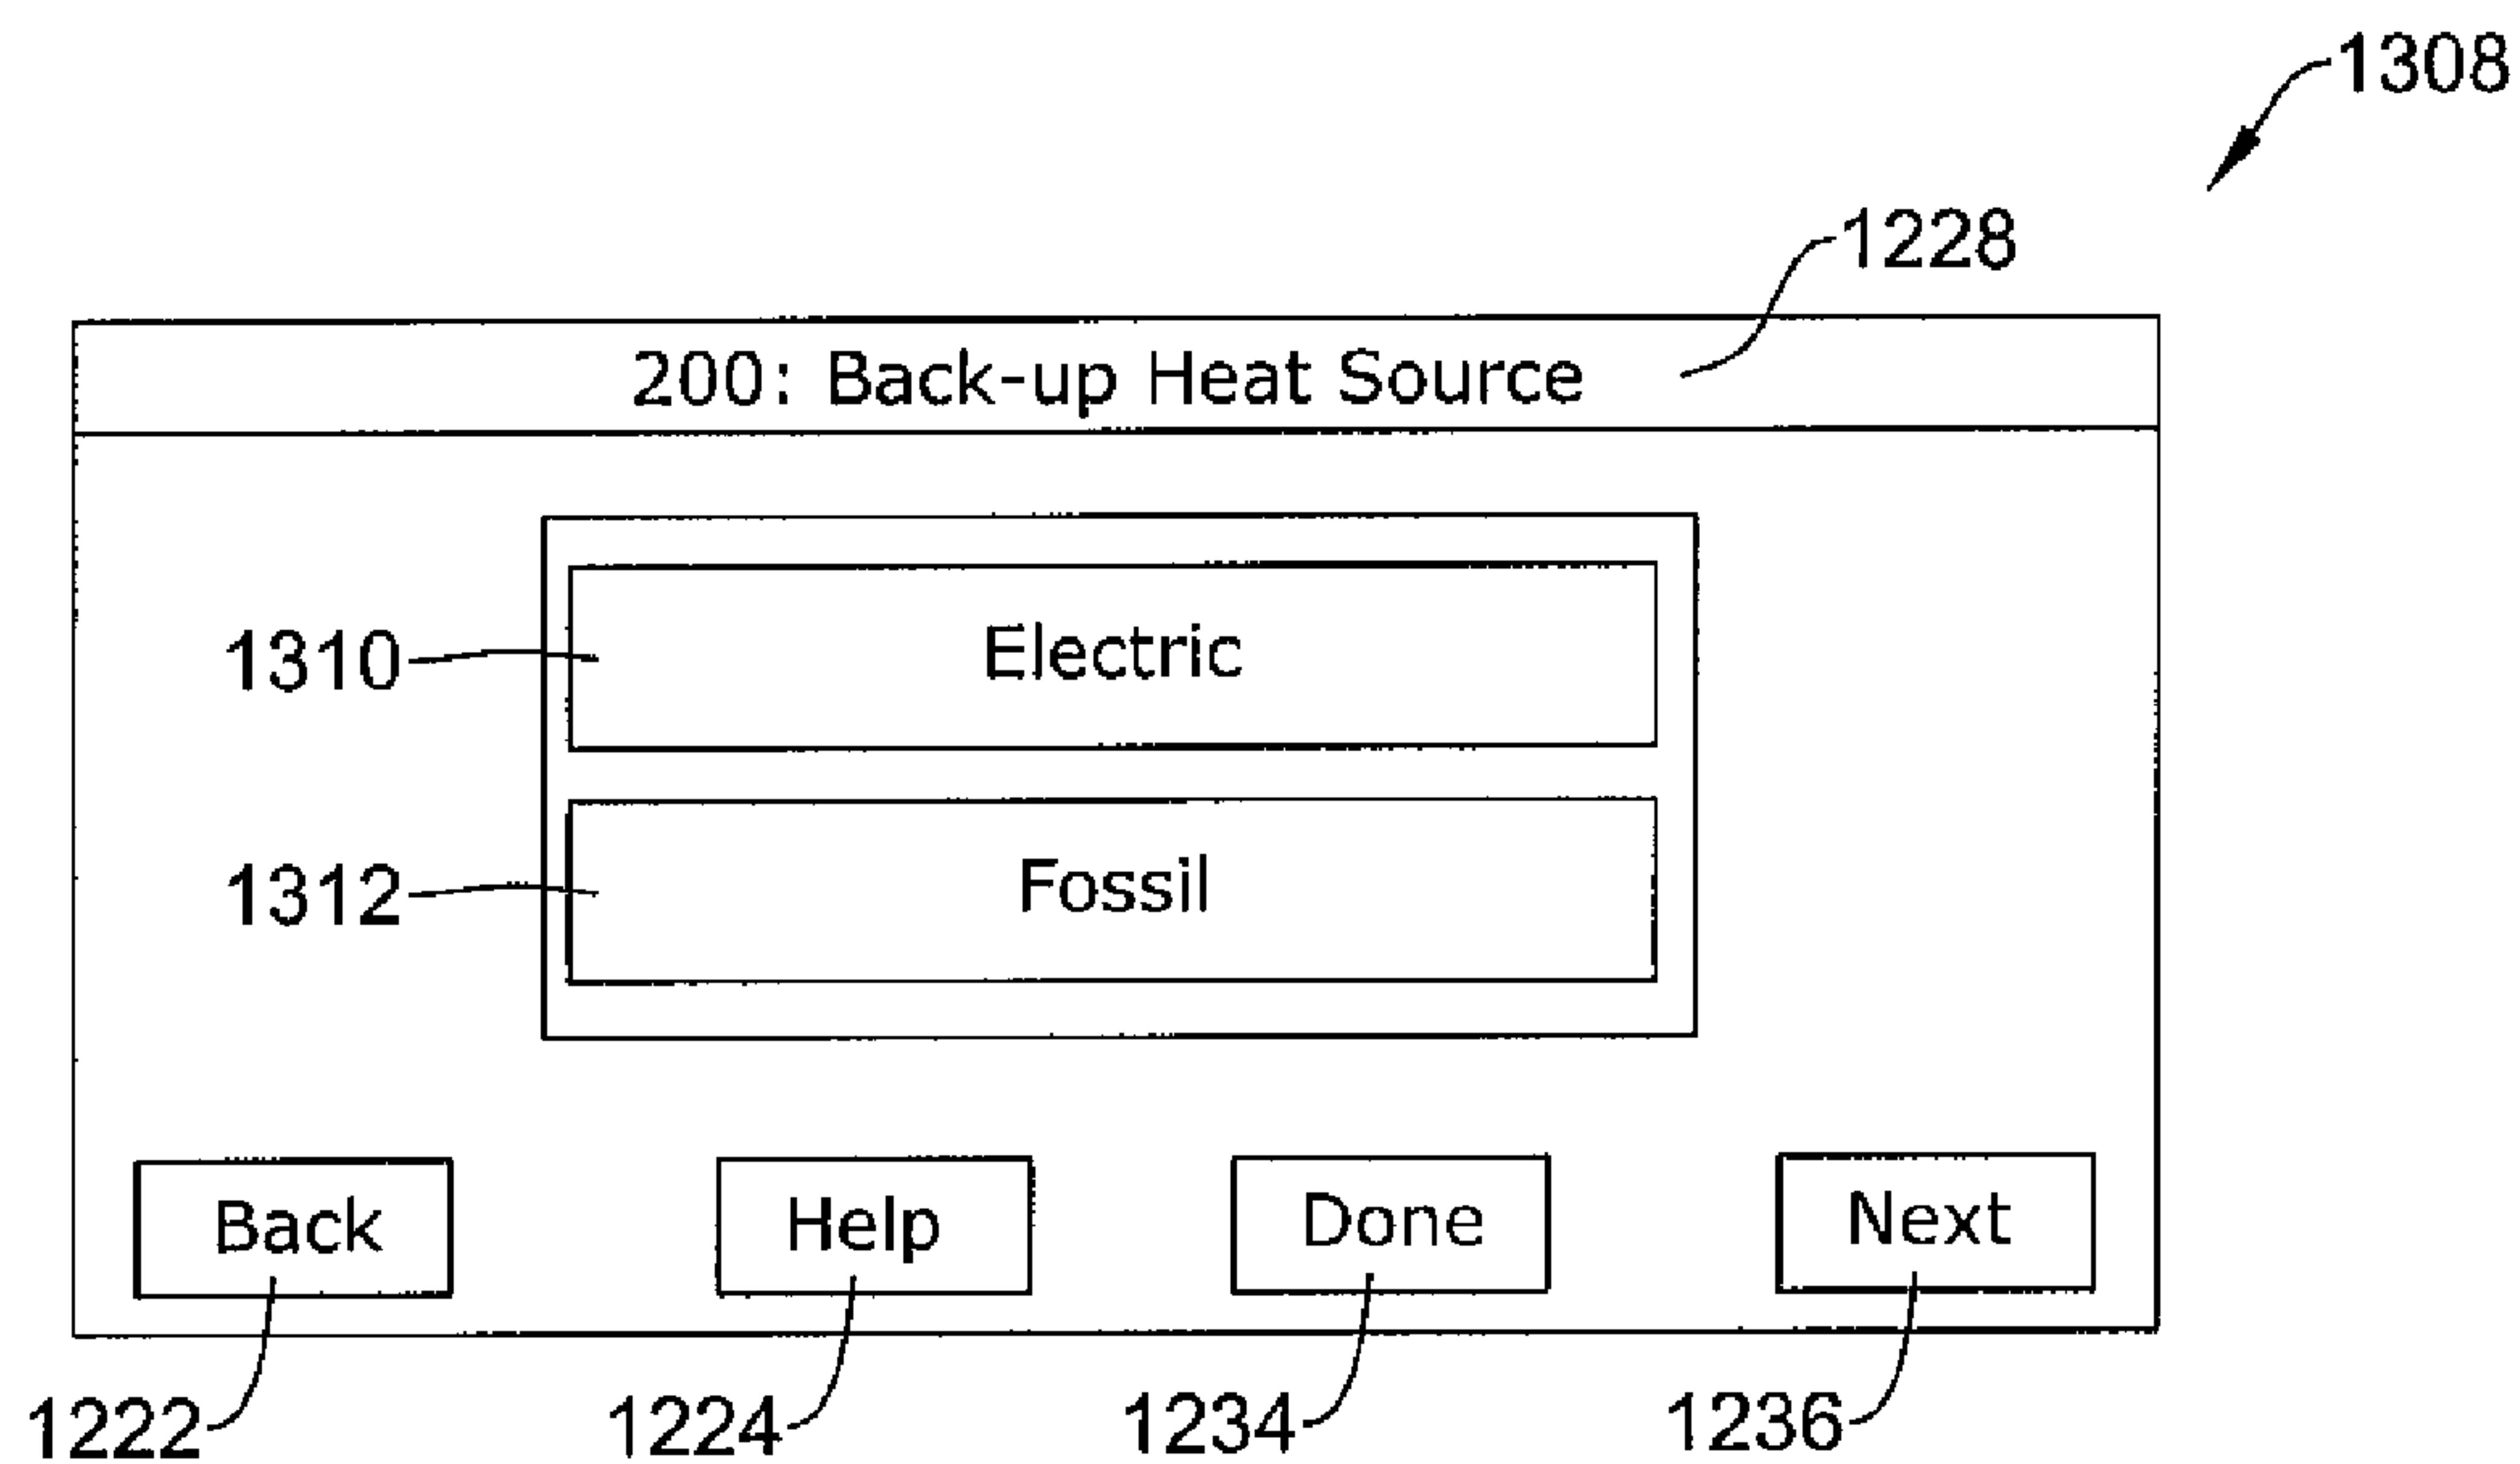 1308
1228
200: Back-up Heat Source
1310
Electric
1312
Fossil
Back
Help
Done
Next
1222
1224
1234
1236